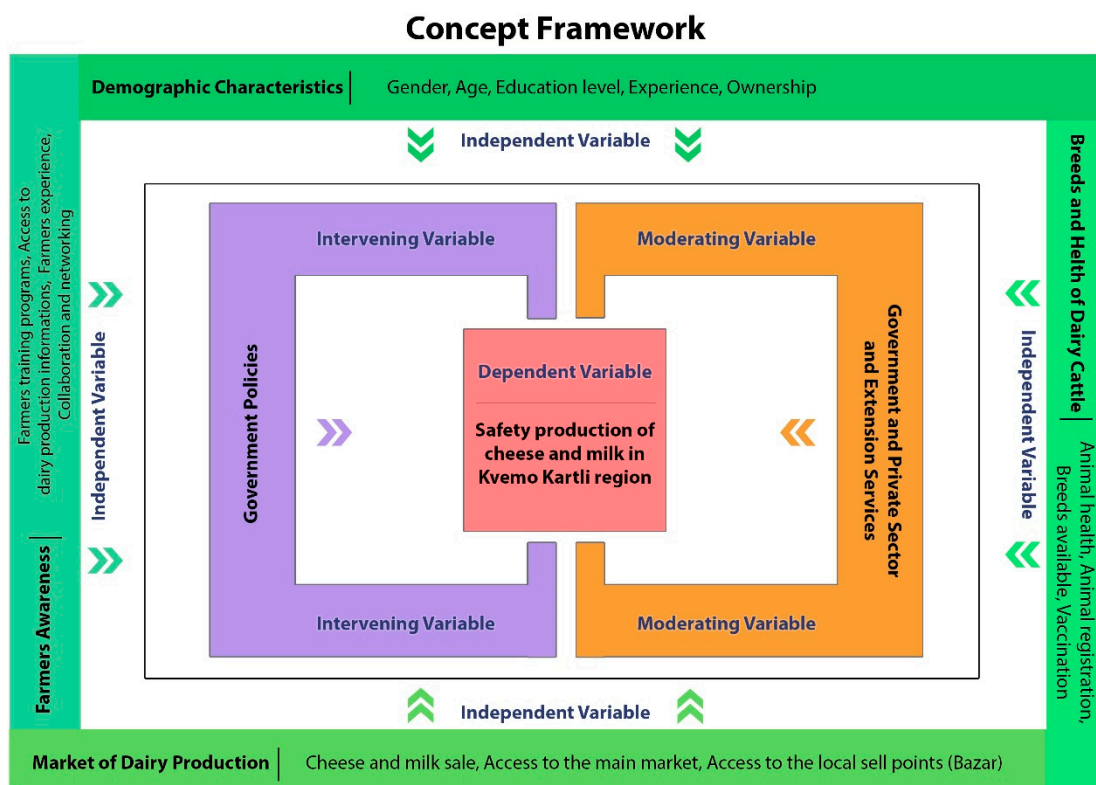 Concept Framework
Demographic Characteristics
Gender, Age, Education level, Experience, Ownership
Independent Variable
Farmers training programs, Access to
dairy production informations, Farmers experience,
Collaboration and networking
Farmers Awareness
Independent Variable
Intervening Variable
Government Policies
Intervening Variable
Dependent Variable
Safety production of
cheese and milk in
Kvemo Kartli region
Moderating Variable
Government and Private Sector
and Extension Services
Moderating Variable
Independent Variable
Breeds and Helth of Dairy Cattle
Animal health, Animal registration,
Breeds available, Vaccination
Independent Variable
Market of Dairy Production
Cheese and milk sale, Access to the main market, Access to the local sell points (Bazar)